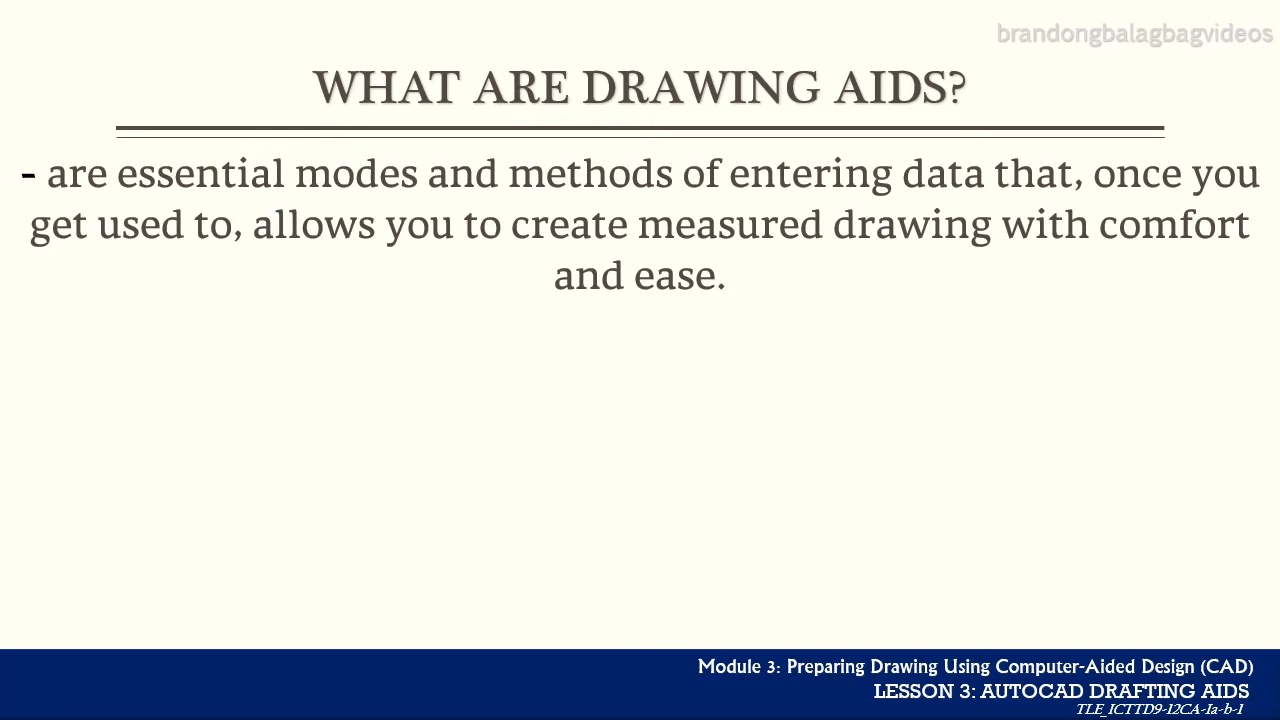 brandongbalagbagvideos
WHAT ARE DRAWING AIDS?
- are essential modes and methods of entering data that, once you
get used to, allows you to create measured drawing with comfort
and ease.
Module 3: Preparing Drawing Using Computer-Aided Design (CAD)
LESSON 3: AUTOCAD DRAFTING AIDS
TLE_ICTTD9-12CA-Ia-b-1